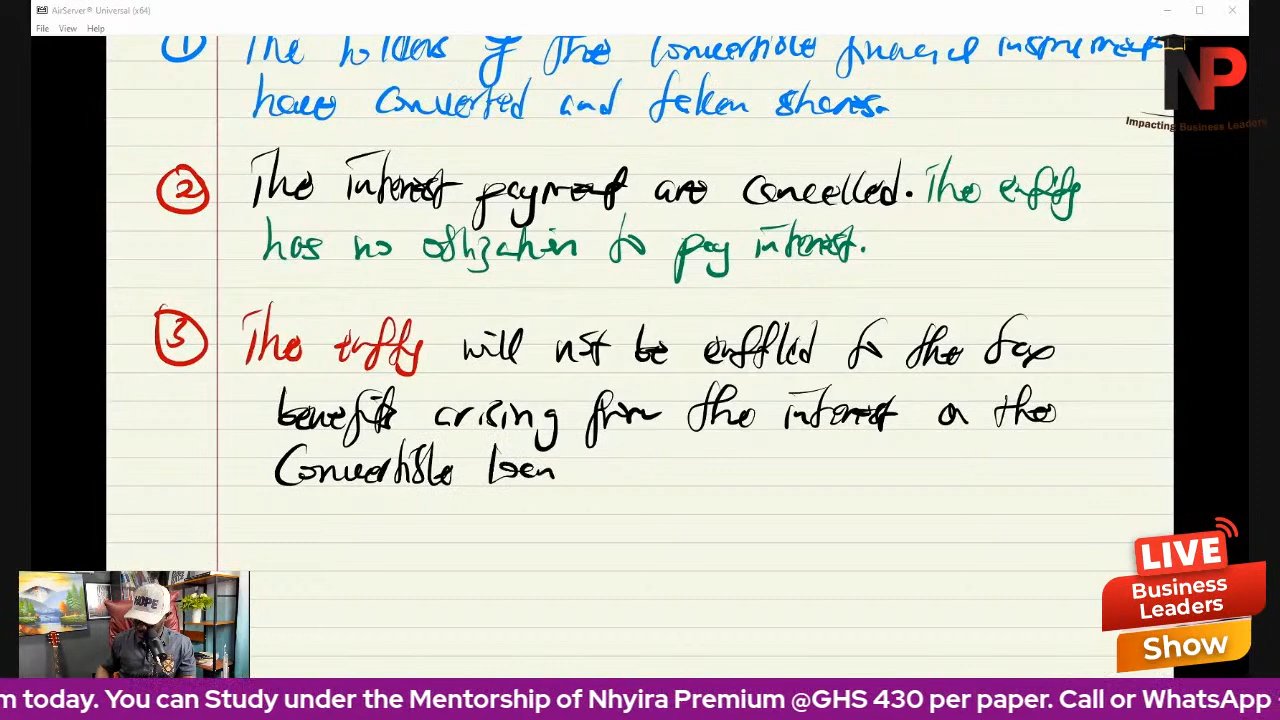 AirServer® Universal (x64)
File View Help
① The holders of the Convertible financial instrument
have Converted and taken shares.
NP
Impacting Business Leaders
② The Interest payment are cancelled. The entity
has no obligation to pay interest.
③ The entity will not be entitled to the tax
benefits arising from the interest on the
Convertible loan
HOPE
LIVE
Business
Leaders
Show
m today. You can Study under the Mentorship of Nhyira Premium @GHS 430 per paper. Call or WhatsApp